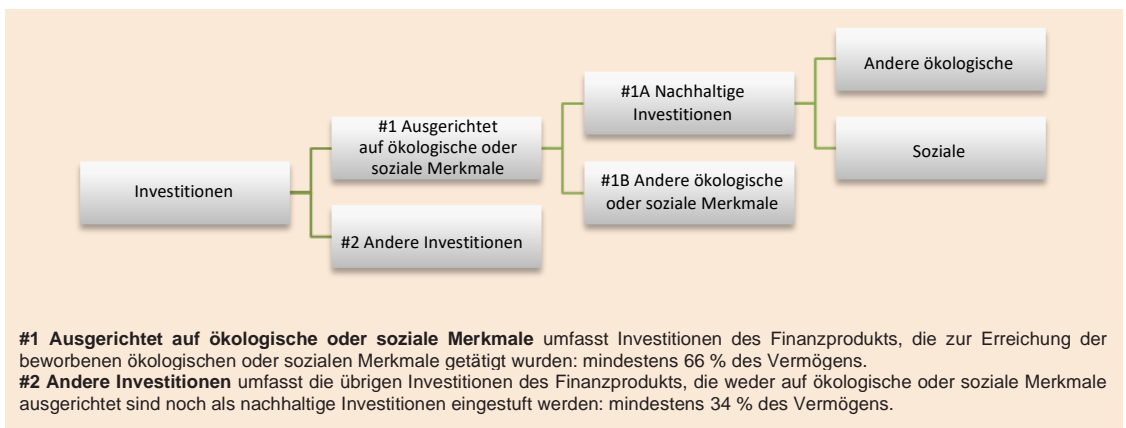 Andere ökologische
#1A Nachhaltige
Investitionen
#1 Ausgerichtet
auf ökologische oder
soziale Merkmale
Soziale
Investitionen
#1B Andere ökologische
oder soziale Merkmale
#2 Andere Investitionen
#1 Ausgerichtet auf ökologische oder soziale Merkmale umfasst Investitionen des Finanzprodukts, die zur Erreichung der
beworbenen ökologischen oder sozialen Merkmale getätigt wurden: mindestens 66 % des Vermögens.
#2 Andere Investitionen umfasst die übrigen Investitionen des Finanzprodukts, die weder auf ökologische oder soziale Merkmale
ausgerichtet sind noch als nachhaltige Investitionen eingestuft werden: mindestens 34 % des Vermögens.